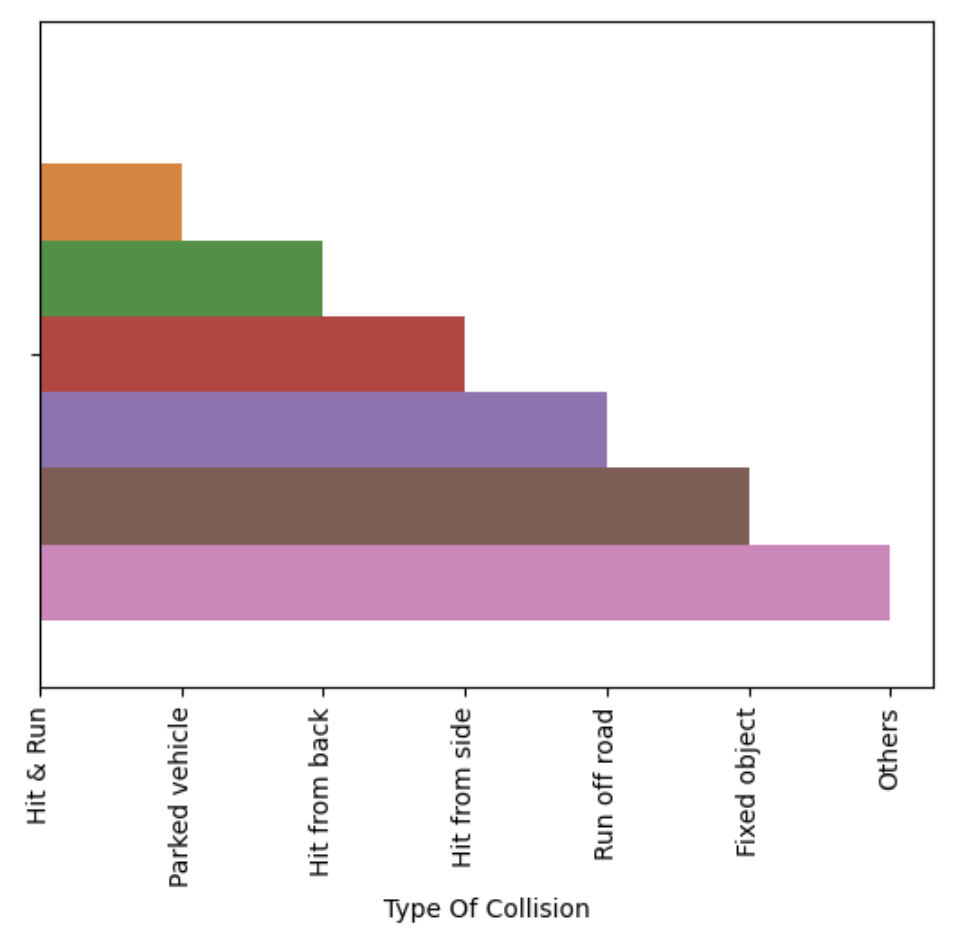 Hit & Run
Parked vehicle
Hit from back
Hit from side
Run off road
Fixed object
Others
Type Of Collision